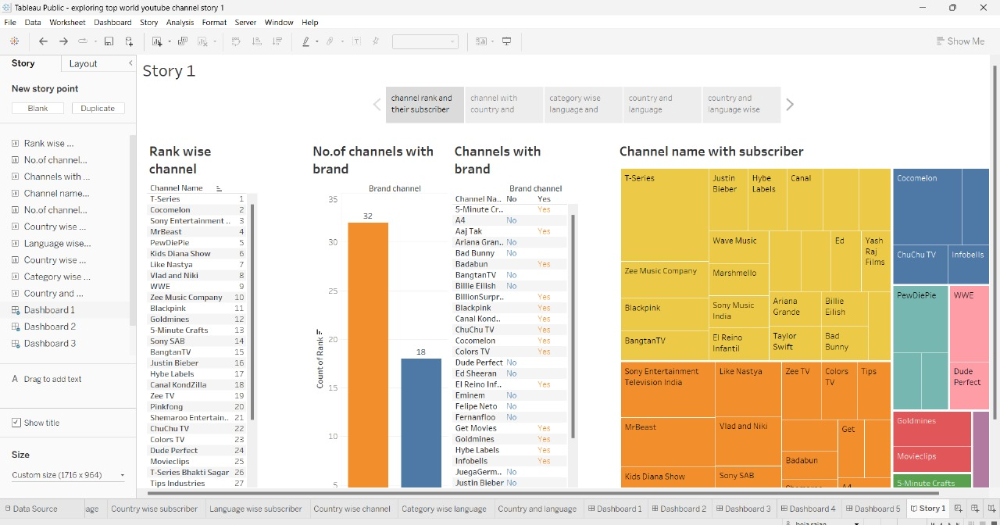 Tableau Public - exploring top world youtube channel story 1
File Data Worksheet Dashboard Story Analysis Format Server Window Help
Show Me
Story Layout
New story point
Blank Duplicate
Rank wise ...
No.of channel...
Channels with ...
Channel name...
No.of channel...
Country wise ...
Language wise...
Country wise ...
Category wise ...
Country and ...
Dashboard 1
Dashboard 2
Dashboard 3
A Drag to add text
Show title
Size
Custom size (1716 x 964)
Story 1
channel rank and
their subscriber
channel with
country and
category wise
language and
country and
language
country and
language wise
Rank wise
channel
Channel Name
T-Series 1
Cocomelon 2
Sony Entertainment .. 3
MrBeast 4
PewDiePie 5
Kids Diana Show 6
Like Nastya 7
Vlad and Niki 8
WWE 9
Zee Music Company 10
Blackpink 11
Goldmines 12
5-Minute Crafts 13
Sony SAB 14
BangtanTV 15
Justin Bieber 16
Hybe Labels 17
Canal KondZilla 18
Zee TV 19
Pinkfong 20
Shemaroo Entertain.. 21
ChuChu TV 22
Colors TV 23
Dude Perfect 24
Movieclips 25
T-Series Bhakti Sagar 26
Tips Industries 27
No.of channels with
brand
Brand channel
Count of Rank
35
30
25
20
15
10
5
32
18
Channels with
brand
Brand channel
Channel Na.. No Yes
5-Minute Cr.. Yes
A4 No
Aaj Tak Yes
Ariana Gran.. No
Bad Bunny No
Badabun Yes
BangtanTV No
Billie Eilish No
BillionSurpr.. Yes
Blackpink Yes
Canal Kond.. Yes
ChuChu TV Yes
Cocomelon Yes
Colors TV Yes
Dude Perfect No
Ed Sheeran No
El Reino Inf.. Yes
Eminem No
Felipe Neto No
Fernanfloo No
Get Movies Yes
Goldmines Yes
Hybe Labels Yes
Infobells Yes
JuegaGerm.. No
Justin Bieber No
Channel name with subscriber
T-Series
Zee Music Company
Blackpink
BangtanTV
Justin
Bieber
Hybe
Labels
Canal
Wave Music
Marshmello
Sony Music
India
El Reino
Infantil
Ed
Yash
Raj
Films
Ariana
Grande
Billie
Eilish
Taylor
Swift
Bad
Bunny
Sony Entertainment
Television India
MrBeast
Kids Diana Show
Like Nastya
Vlad and Niki
Sony SAB
Zee TV
Colors
TV
Tips
Badabun
Get
A4
Cocomelon
ChuChu TV
Infobells
PewDiePie
WWE
Dude
Perfect
Goldmines
Movieclips
5-Minute Crafts
Data Source age Country wise subscriber Language wise subscriber Country wise channel Category wise language Country and language Dashboard 1 Dashboard 2 Dashboard 3 Dashboard 4 Dashboard 5 Story 1